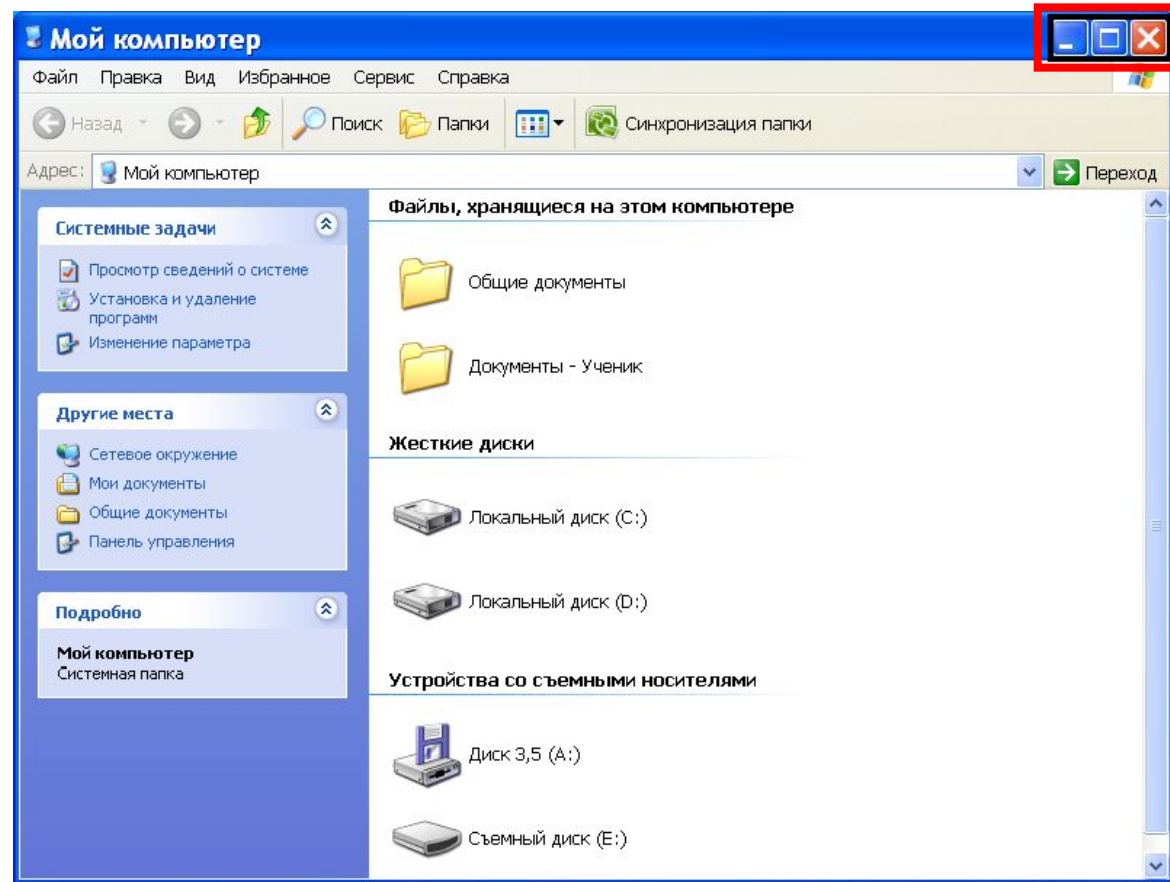 Мой компьютер
Файл Правка Вид Избранное Сервис Справка
Назад Поиск Папки Синхронизация папки
Адрес: Мой компьютер Переход
Системные задачи
Просмотр сведений о системе
Установка и удаление
программ
Изменение параметра
Другие места
Сетевое окружение
Мои документы
Общие документы
Панель управления
Подробно
Мой компьютер
Системная папка
Файлы, хранящиеся на этом компьютере
Общие документы
Документы - Ученик
Жесткие диски
Локальный диск (C:)
Локальный диск (D:)
Устройства со съемными носителями
Диск 3,5 (A:)
Съемный диск (E:)